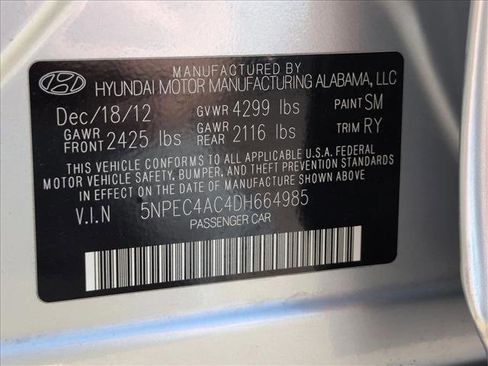 MANUFACTURED BY
HYUNDAI MOTOR MANUFACTURING ALABAMA, LLC
Dec/18/12 GVWR 4299 lbs PAINT SM
GAWR FRONT 2425 lbs GAWR REAR 2116 lbs TRIM RY
THIS VEHICLE CONFORMS TO ALL APPLICABLE U.S.A. FEDERAL
MOTOR VEHICLE SAFETY, BUMPER, AND THEFT PREVENTION STANDARDS
IN EFFECT ON THE DATE OF MANUFACTURE SHOWN ABOVE.
V.I.N 5NPEC4AC4DH664985
PASSENGER CAR